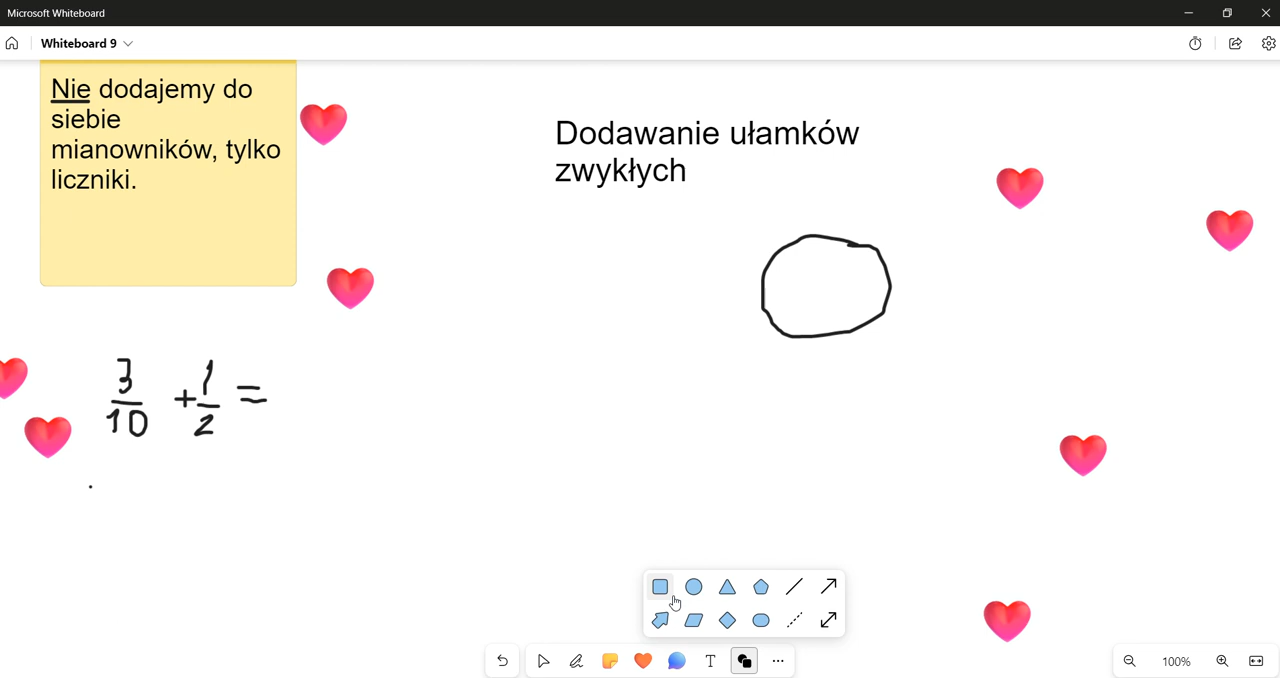 Microsoft Whiteboard
Whiteboard 9
Nie dodajemy do
siebie
mianowników, tylko
liczniki.
Dodawanie ułamków
zwykłych
3/10 + 1/2 =
T
100%